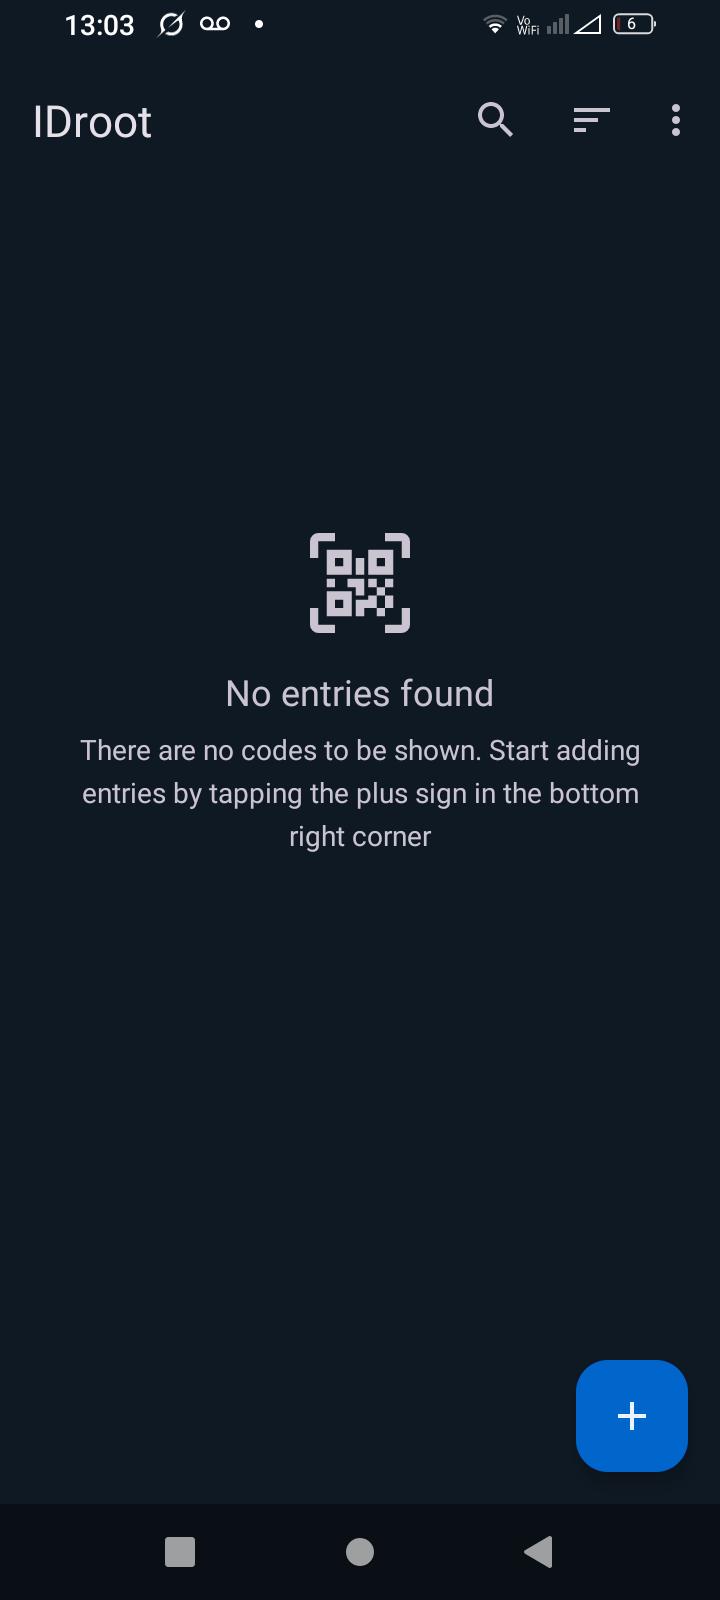 13:03
Vo
WiFi
6
IDroot
No entries found
There are no codes to be shown. Start adding
entries by tapping the plus sign in the bottom
right corner